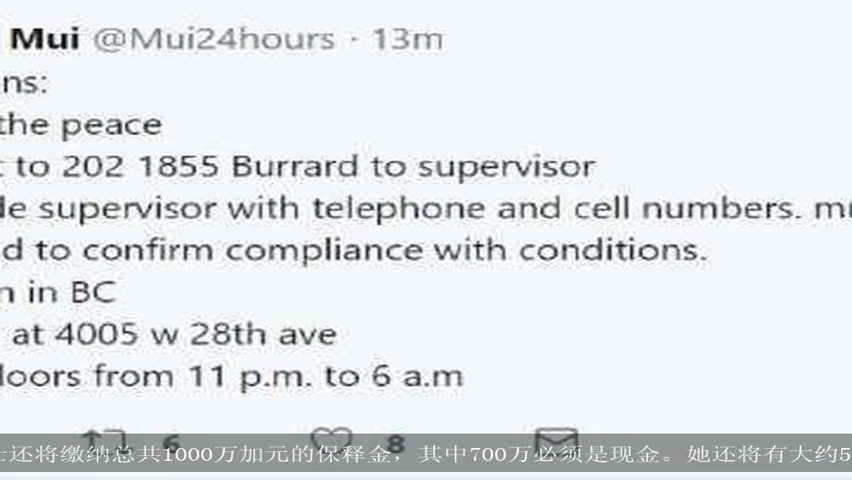 Mui @Mui24hours · 13m
ns:
the peace
t to 202 1855 Burrard to supervisor
le supervisor with telephone and cell numbers. mu
d to confirm compliance with conditions.
n in BC
at 4005 w 28th ave
loors from 11 p.m. to 6 a.m
6 8
士还将缴纳总共1000万加元的保释金，其中700万必须是现金。她还将有大约5